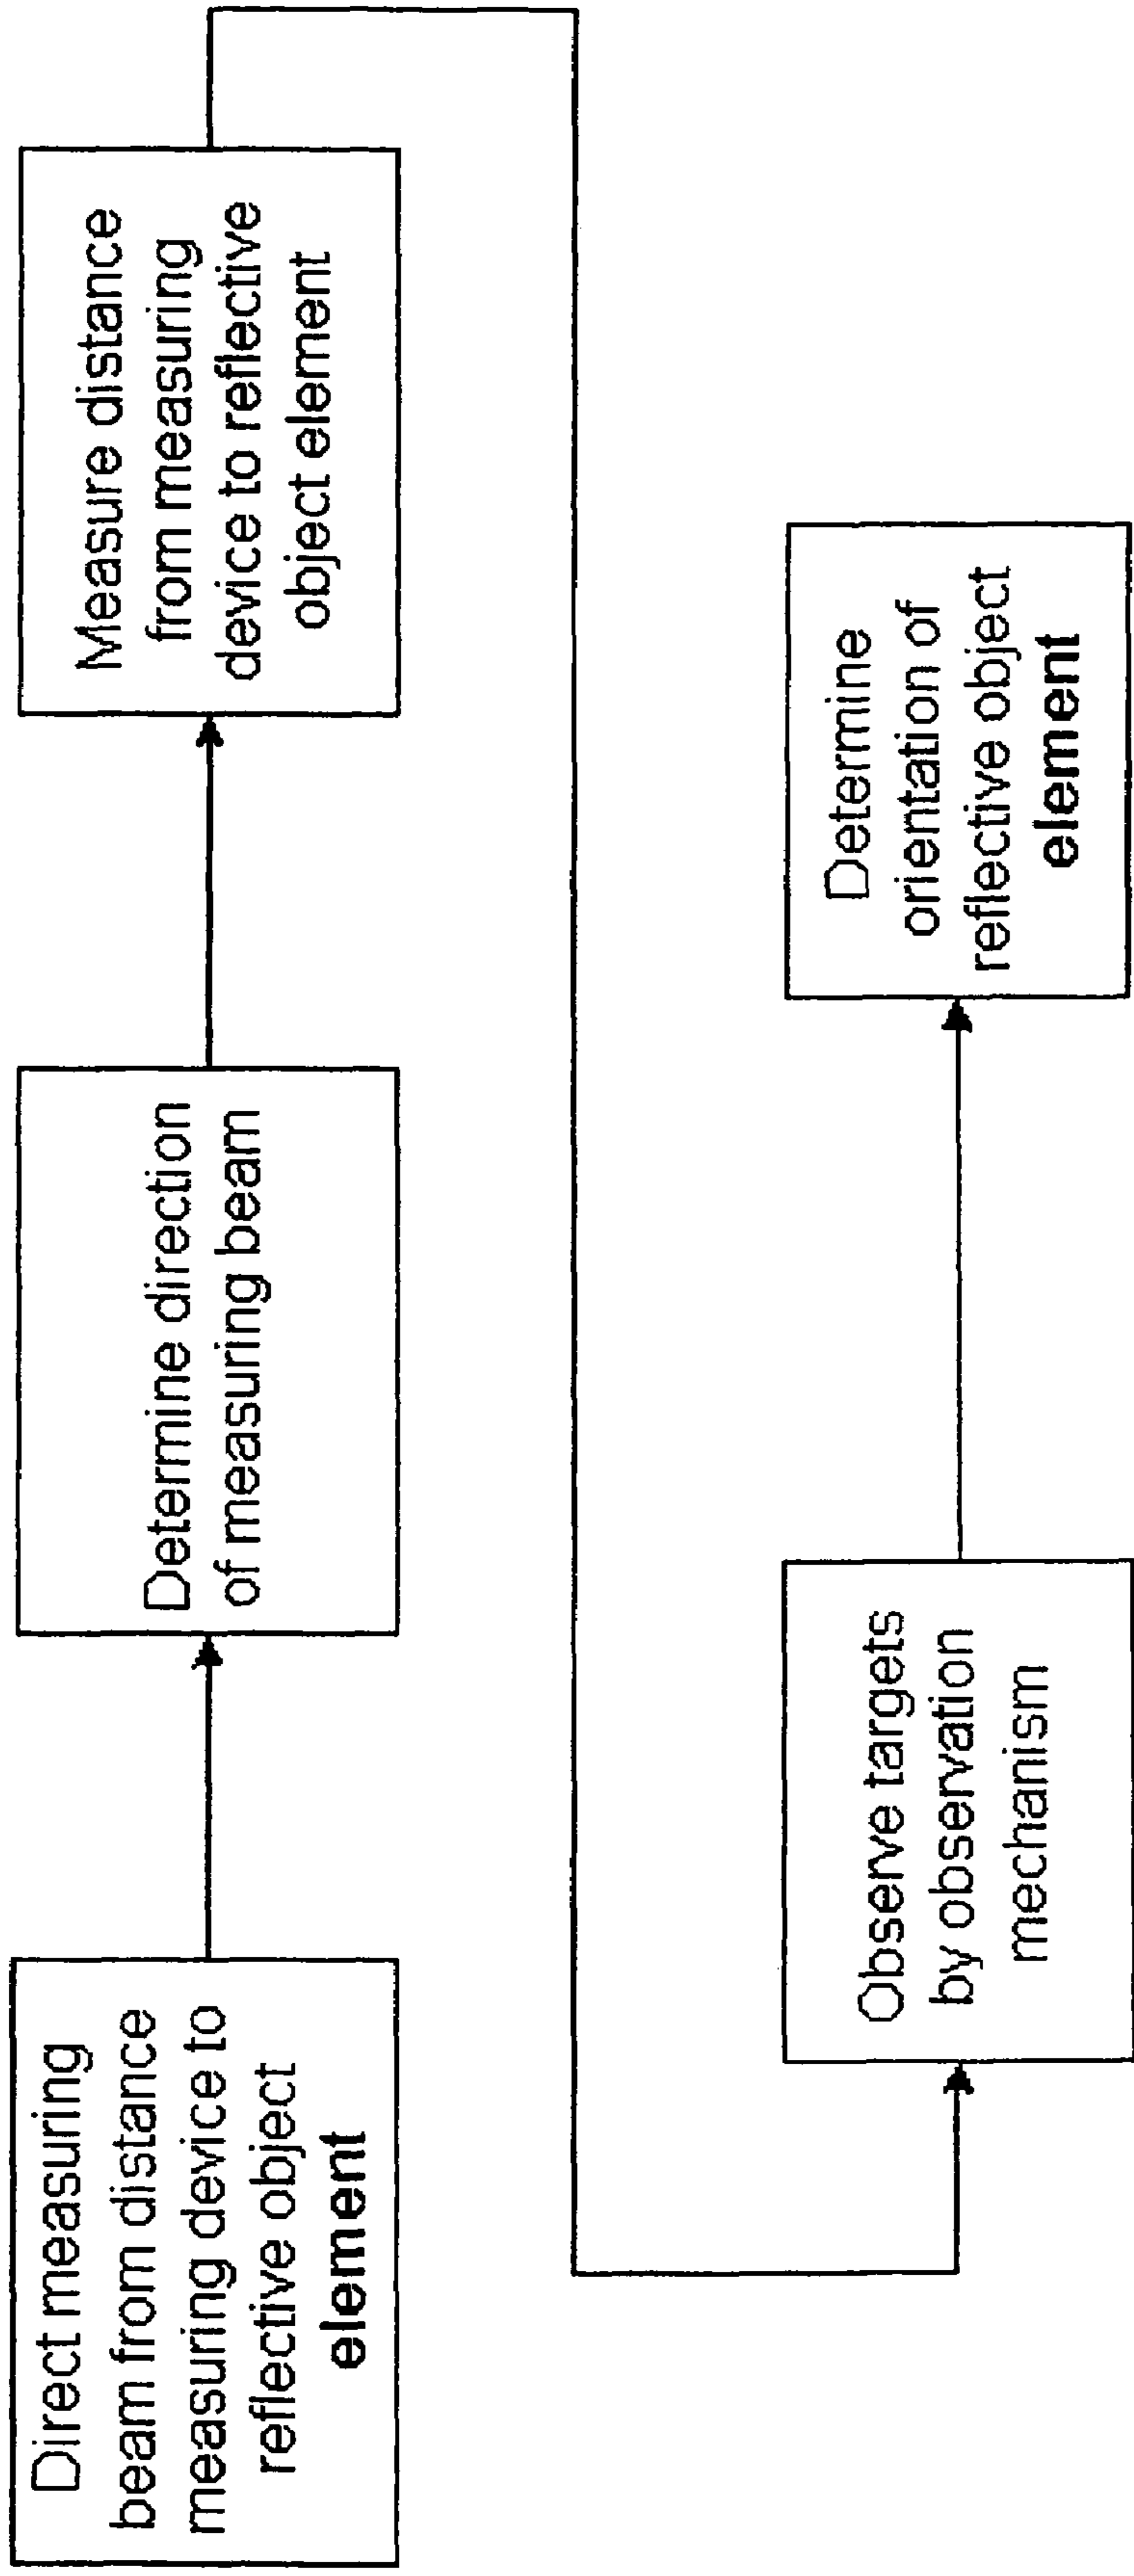 Direct measuring
beam from distance
measuring device to
reflective object
element
Determine direction
of measuring beam
Measure distance
from measuring
device to reflective
object element
Observe targets
by observation
mechanism
Determine
orientation of
reflective object
element